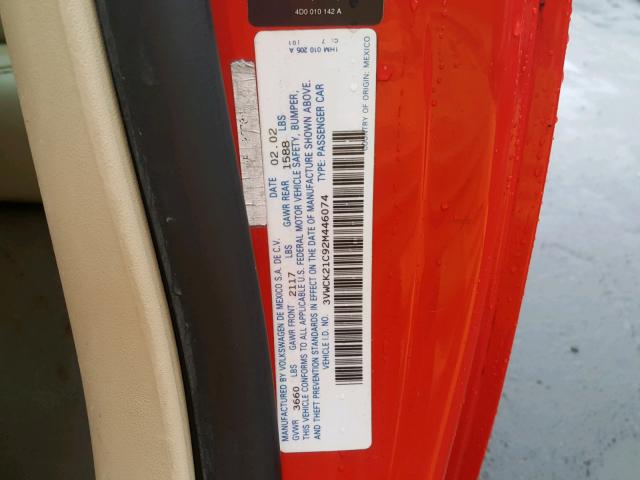 4D0 010 142 A
1HM 010 205 A
MANUFACTURED BY VOLKSWAGEN DE MEXICO S.A. DE C.V. DATE 02.02
GVWR 3660 LBS GAWR FRONT 2117 LBS GAWR REAR 1588 LBS
THIS VEHICLE CONFORMS TO ALL APPLICABLE U.S. FEDERAL MOTOR VEHICLE SAFETY, BUMPER,
AND THEFT PREVENTION STANDARDS IN EFFECT ON THE DATE OF MANUFACTURE SHOWN ABOVE.
VEHICLE I.D. NO. 3VWCK21C92M446074 TYPE: PASSENGER CAR
COUNTRY OF ORIGIN: MEXICO